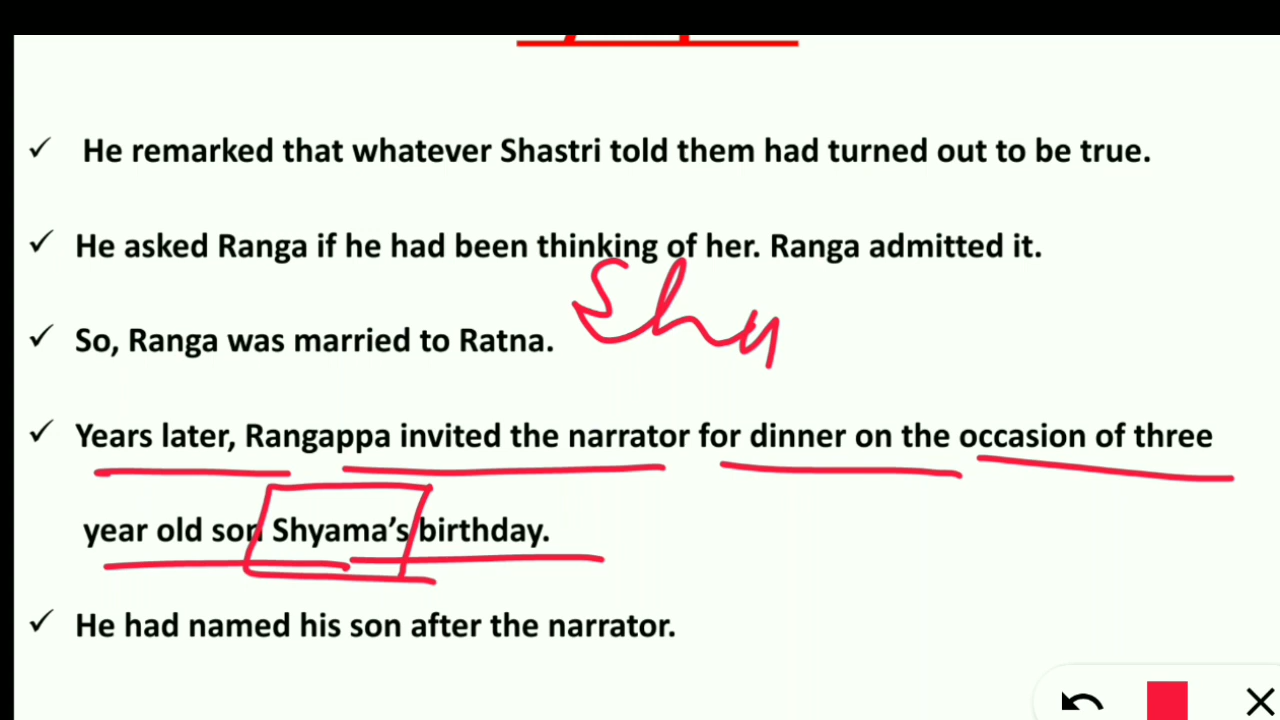 He remarked that whatever Shastri told them had turned out to be true.
He asked Ranga if he had been thinking of her. Ranga admitted it.
Shy
So, Ranga was married to Ratna.
Years later, Rangappa invited the narrator for dinner on the occasion of three
year old son Shyama's birthday.
He had named his son after the narrator.